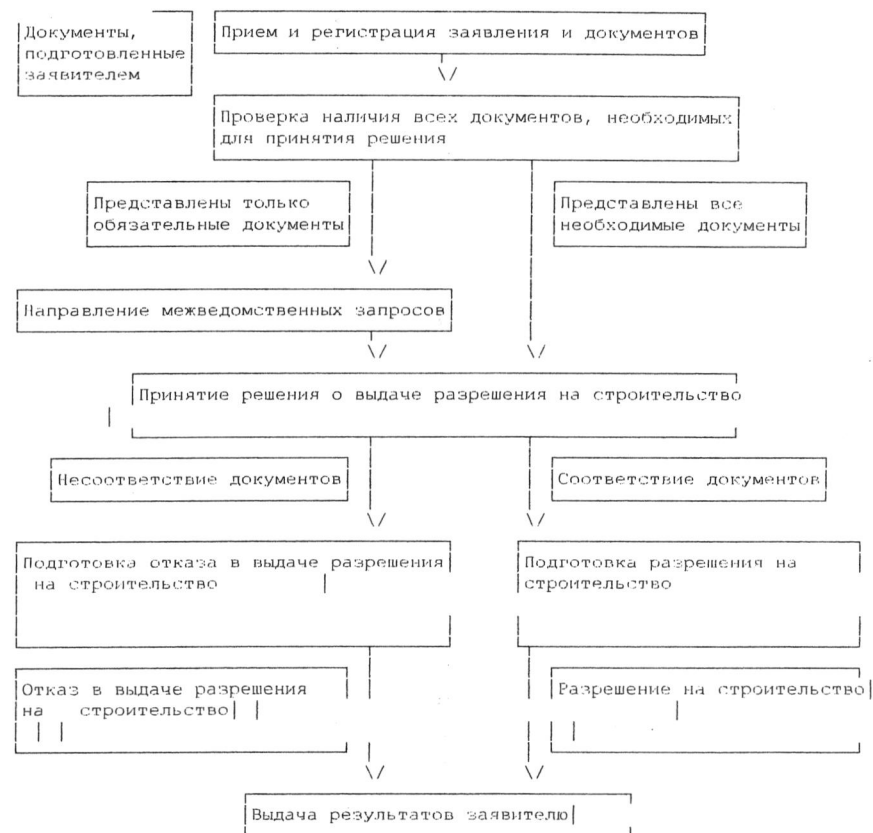 Документы,
подготовленные
заявителем
Прием и регистрация заявления и документов
Проверка наличия всех документов, необходимых
для принятия решения
Представлены только
обязательные документы
Представлены все
необходимые документы
Направление межведомственных запросов
Принятие решения о выдаче разрешения на строительство
Несоответствие документов
Соответствие документов
Подготовка отказа в выдаче разрешения
на строительство
Подготовка разрешения на
строительство
Отказ в выдаче разрешения
на строительство
Разрешение на строительство
Выдача результатов заявителю